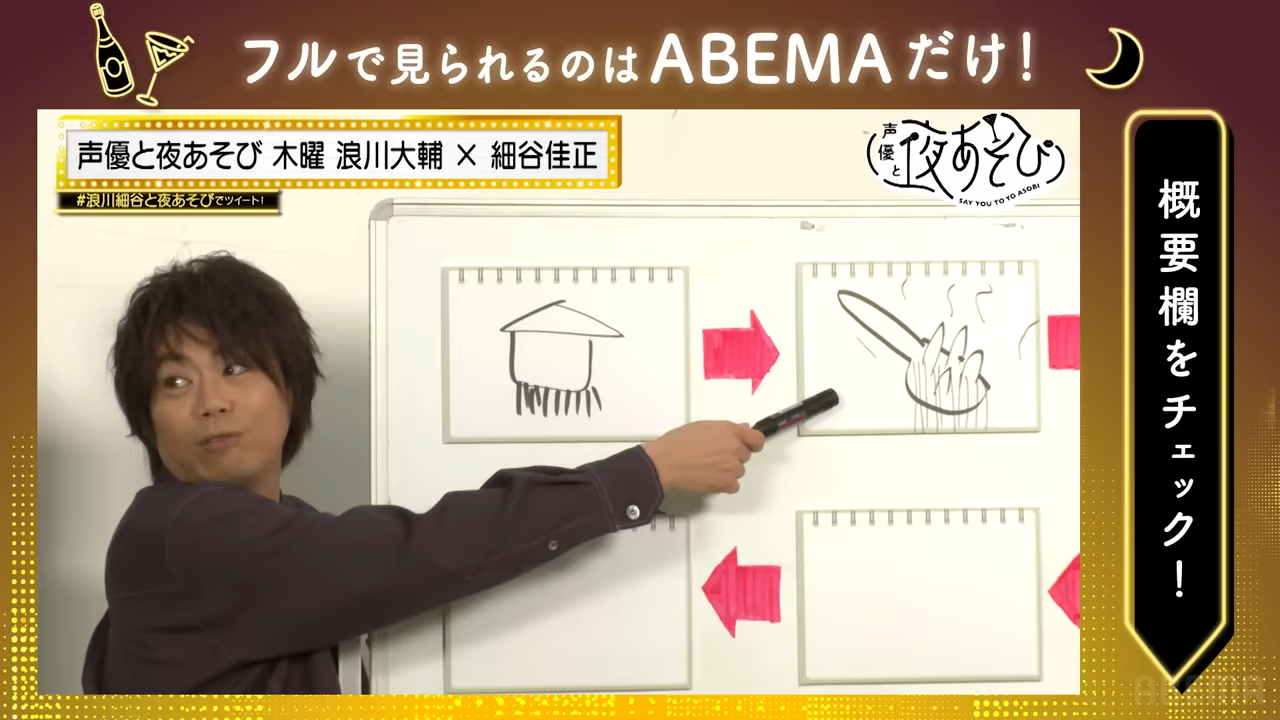 フルで見られるのはABEMAだけ!
声優と夜あそび 木曜 浪川大輔 × 細谷佳正
#浪川細谷と夜あそびでツイート!
声優と夜あそび
SAY YOU TO YO ASOBI
概要欄をチェック!
ABEMA